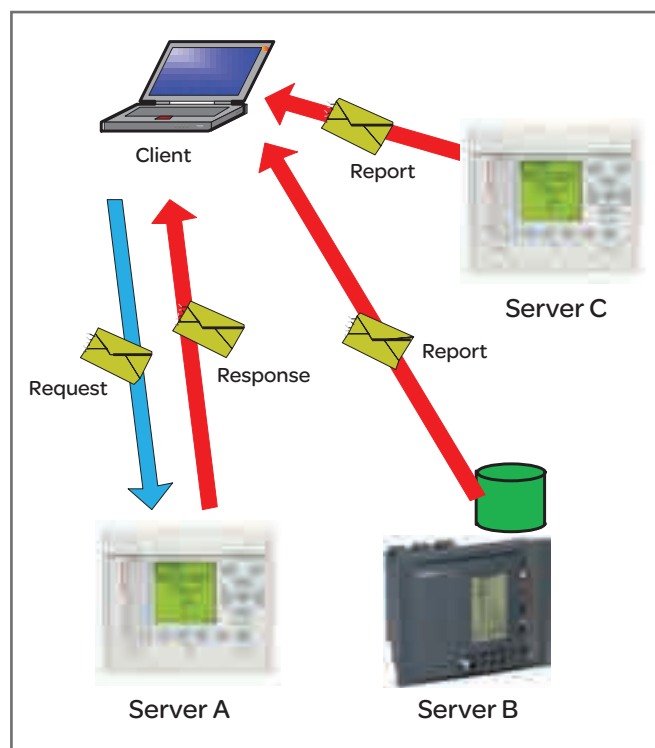 Client
Report
Server C
Report
Request
Response
Server A
Server B